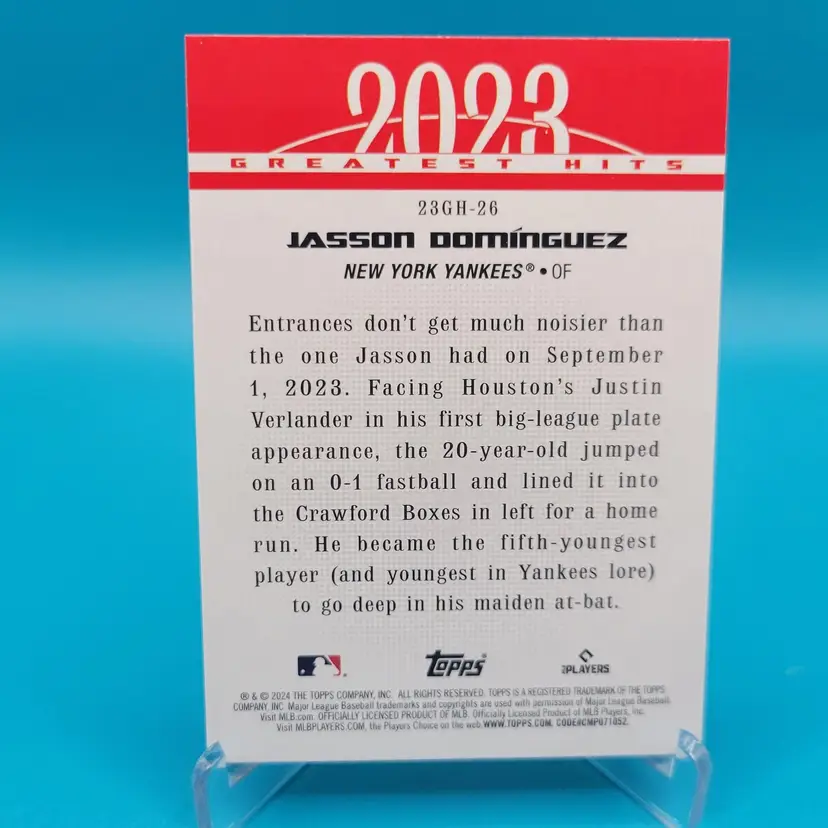 2023
GREATEST HITS
23GH-26
JASSON DOMÍNGUEZ
NEW YORK YANKEES® • OF
Entrances don't get much noisier than
the one Jasson had on September
1, 2023. Facing Houston's Justin
Verlander in his first big-league plate
appearance, the 20-year-old jumped
on an 0-1 fastball and lined it into
the Crawford Boxes in left for a home
run. He became the fifth-youngest
player (and youngest in Yankees lore)
to go deep in his maiden at-bat.
Topps PLAYERS
® & © 2024 THE TOPPS COMPANY, INC. ALL RIGHTS RESERVED. TOPPS IS A REGISTERED TRADEMARK OF THE TOPPS
COMPANY, INC. Major League Baseball trademarks and copyrights are used with permission of Major League Baseball.
Visit MLB.com. OFFICIALLY LICENSED PRODUCT OF MLB. Officially Licensed Product of MLB Players, Inc.
Visit MLBPLAYERS.COM, the Players Choice on the web. WWW.TOPPS.COM. CODE#CMP071052.